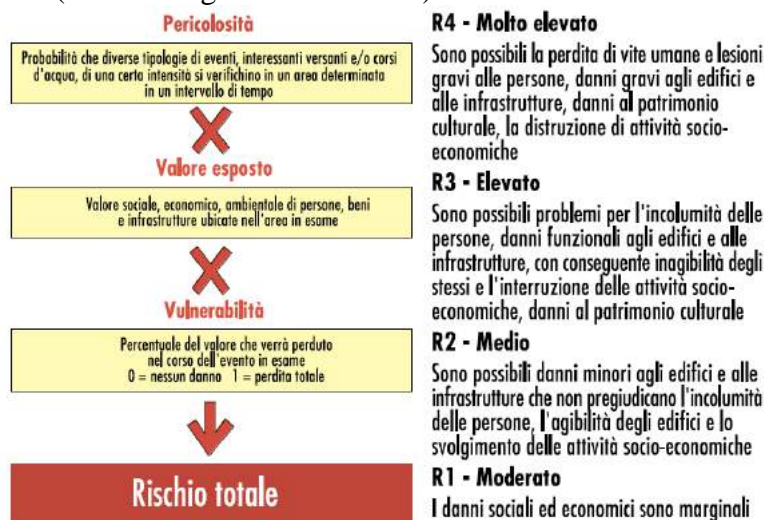 Pericolosità
Probabilità che diverse tipologie di eventi, interessanti versanti e/o corsi
d'acqua, di una certa intensità si verifichino in un area determinata
in un intervallo di tempo
Valore esposto
Valore sociale, economico, ambientale di persone, beni
e infrastrutture ubicate nell'area in esame
Vulnerabilità
Percentuale del valore che verrà perduto
nel corso dell'evento in esame
0 = nessun danno 1 = perdita totale
Rischio totale
R4 - Molto elevato
Sono possibili la perdita di vite umane e lesioni
gravi alle persone, danni gravi agli edifici e
alle infrastrutture, danni al patrimonio
culturale, la distruzione di attività socio-
economiche
R3 - Elevato
Sono possibili problemi per l'incolumità delle
persone, danni funzionali agli edifici e alle
infrastrutture, con conseguente inagibilità degli
stessi e l'interruzione delle attività socio-
economiche, danni al patrimonio culturale
R2 - Medio
Sono possibili danni minori agli edifici e alle
infrastrutture che non pregiudicano l'incolumità
delle persone, l'agibilità degli edifici e lo
svolgimento delle attività socio-economiche
R1 - Moderato
I danni sociali ed economici sono marginali